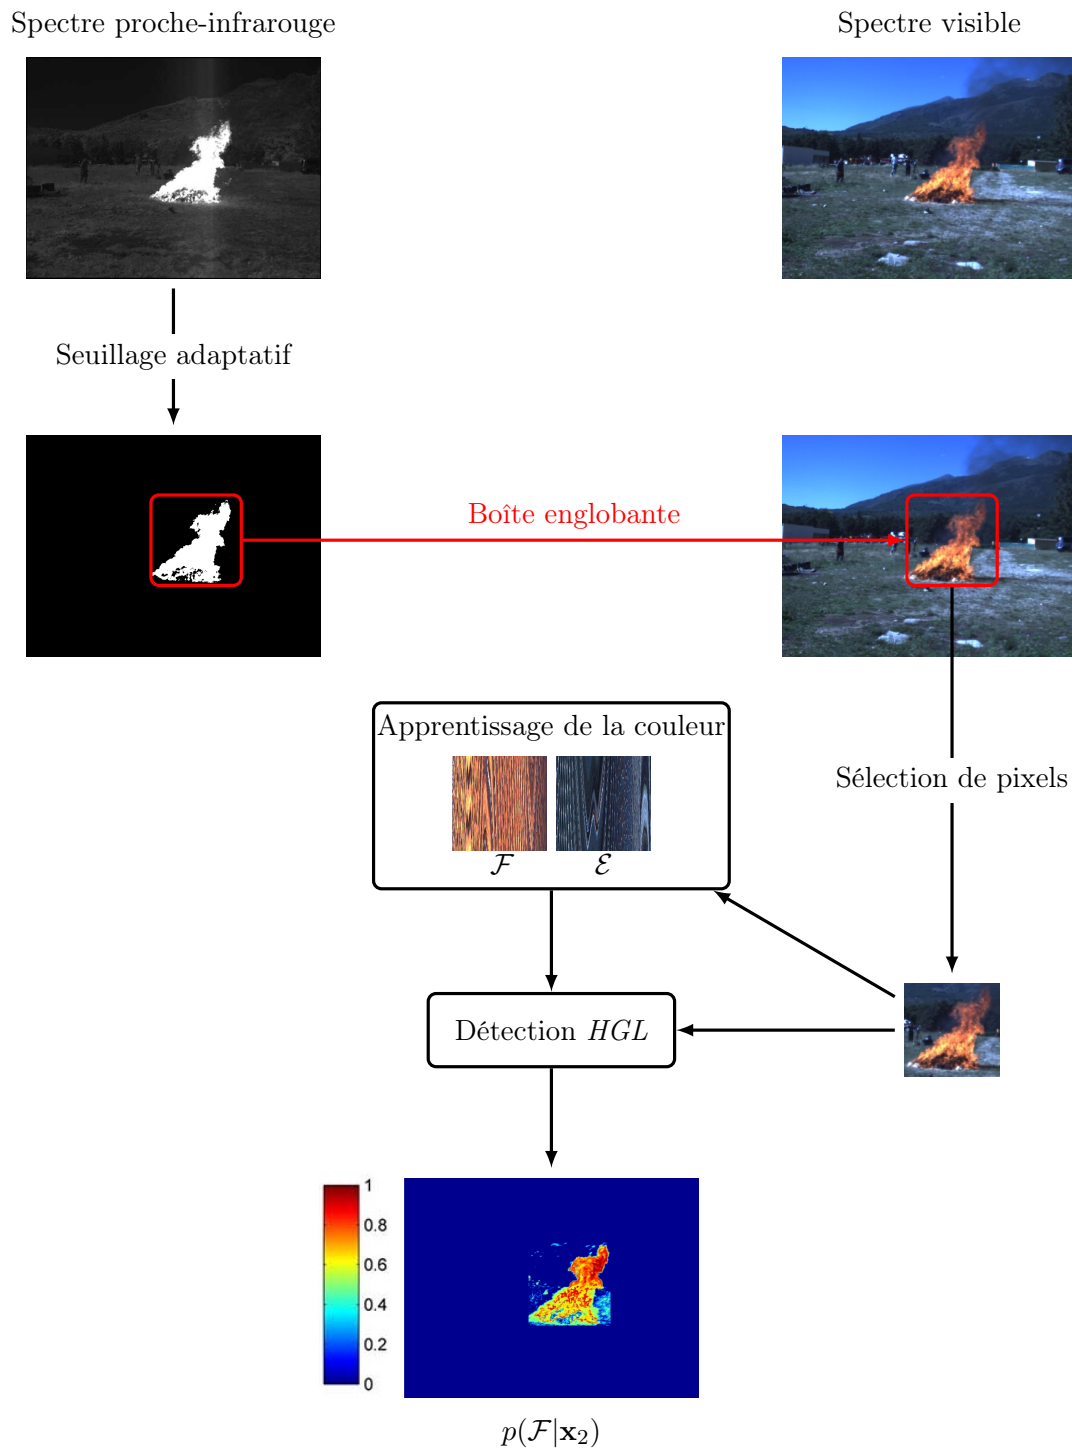 Spectre proche-infrarouge
Spectre visible
Seuillage adaptatif
Boîte englobante
Apprentissage de la couleur
Sélection de pixels
ℱ
ℰ
Détection HGL
1
0.8
0.6
0.4
0.2
0
p(ℱ|x₂)